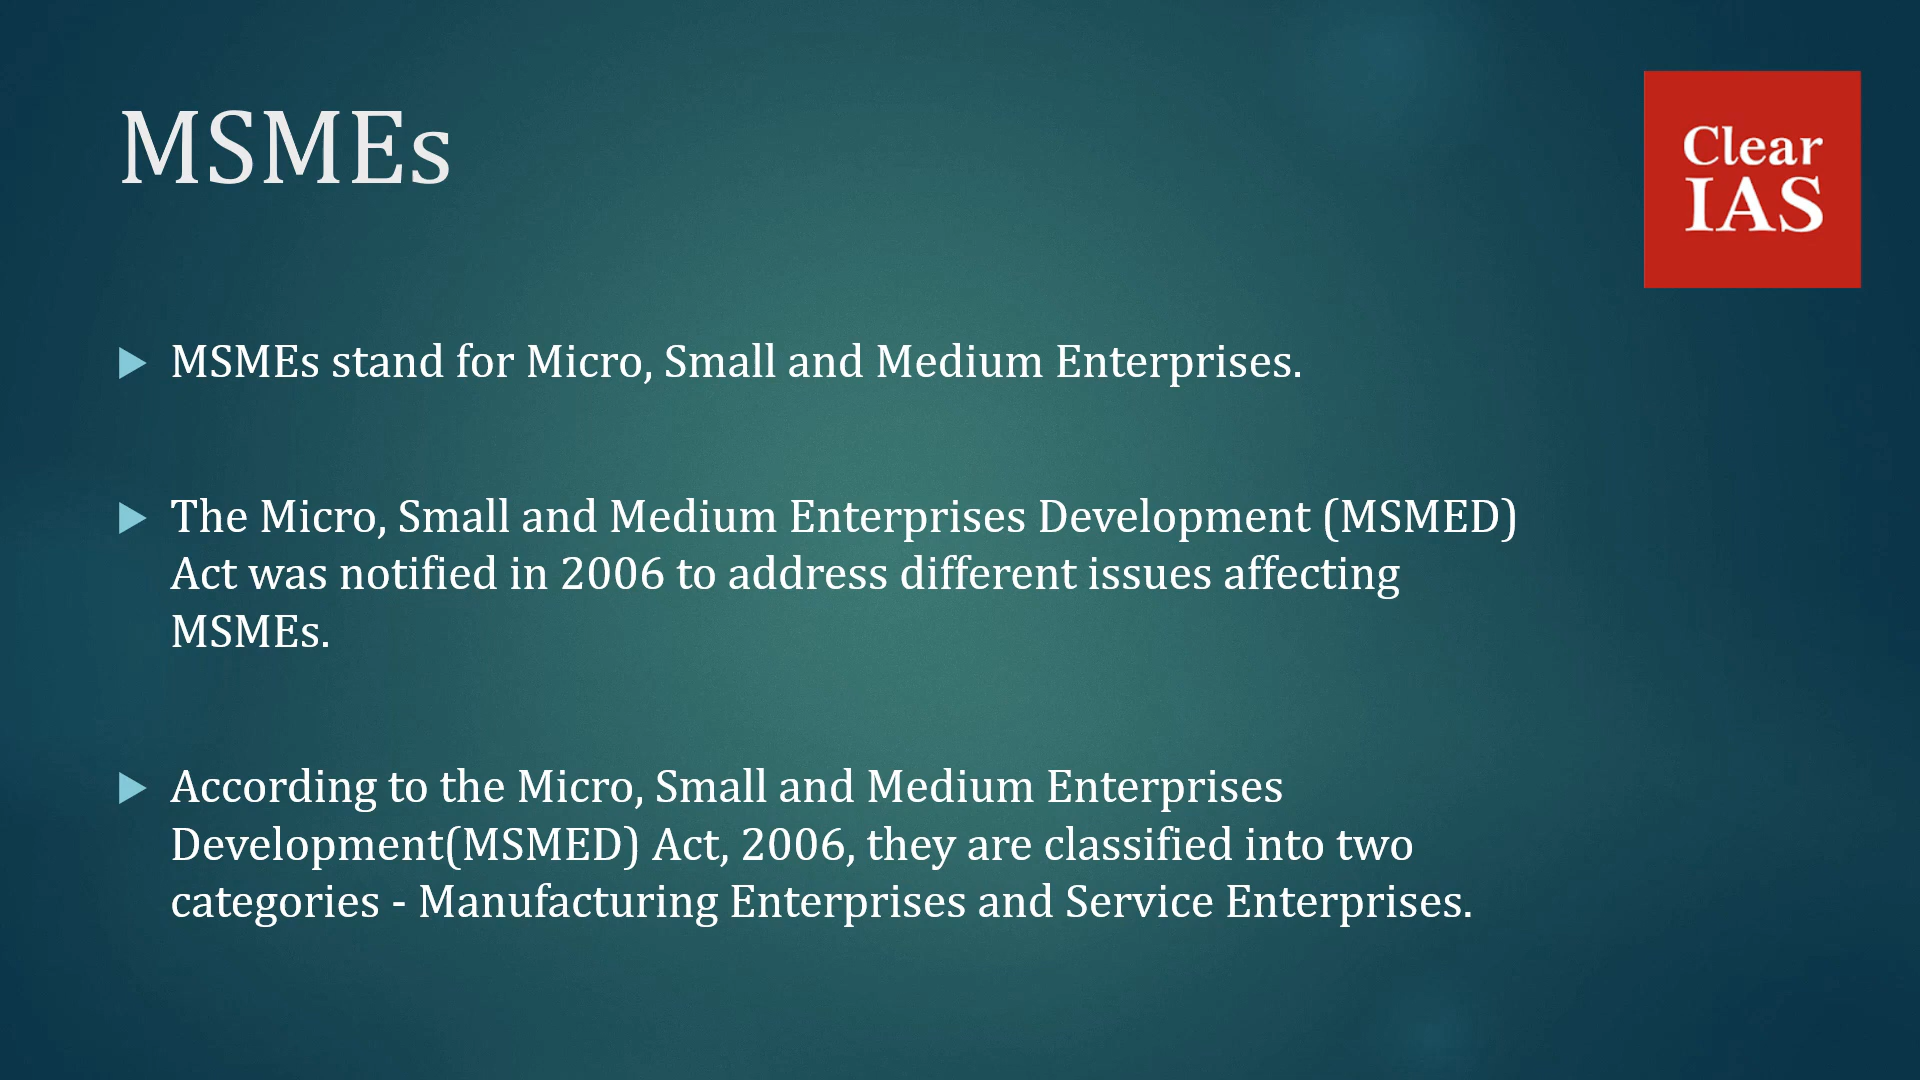 MSMEs
Clear
IAS
MSMEs stand for Micro, Small and Medium Enterprises.
The Micro, Small and Medium Enterprises Development (MSMED)
Act was notified in 2006 to address different issues affecting
MSMEs.
According to the Micro, Small and Medium Enterprises
Development(MSMED) Act, 2006, they are classified into two
categories - Manufacturing Enterprises and Service Enterprises.